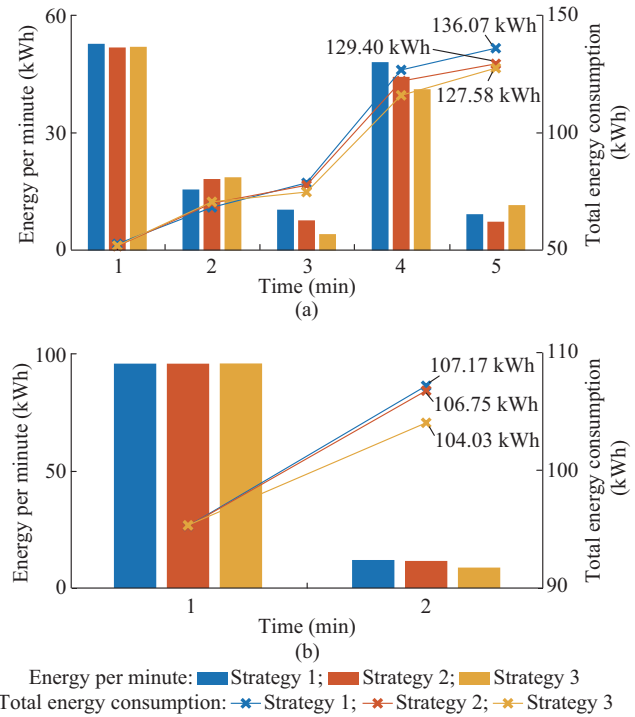 60
150
136.07 kWh
129.40 kWh
127.58 kWh
30
100
0
50
1 2 3 4 5
Energy per minute (kWh)
Total energy consumption
(kWh)
Time (min)
(a)
100
110
107.17 kWh
106.75 kWh
104.03 kWh
50
100
0
90
1 2
Energy per minute (kWh)
Total energy consumption
(kWh)
Time (min)
(b)
Energy per minute: Strategy 1; Strategy 2; Strategy 3
Total energy consumption: Strategy 1; Strategy 2; Strategy 3